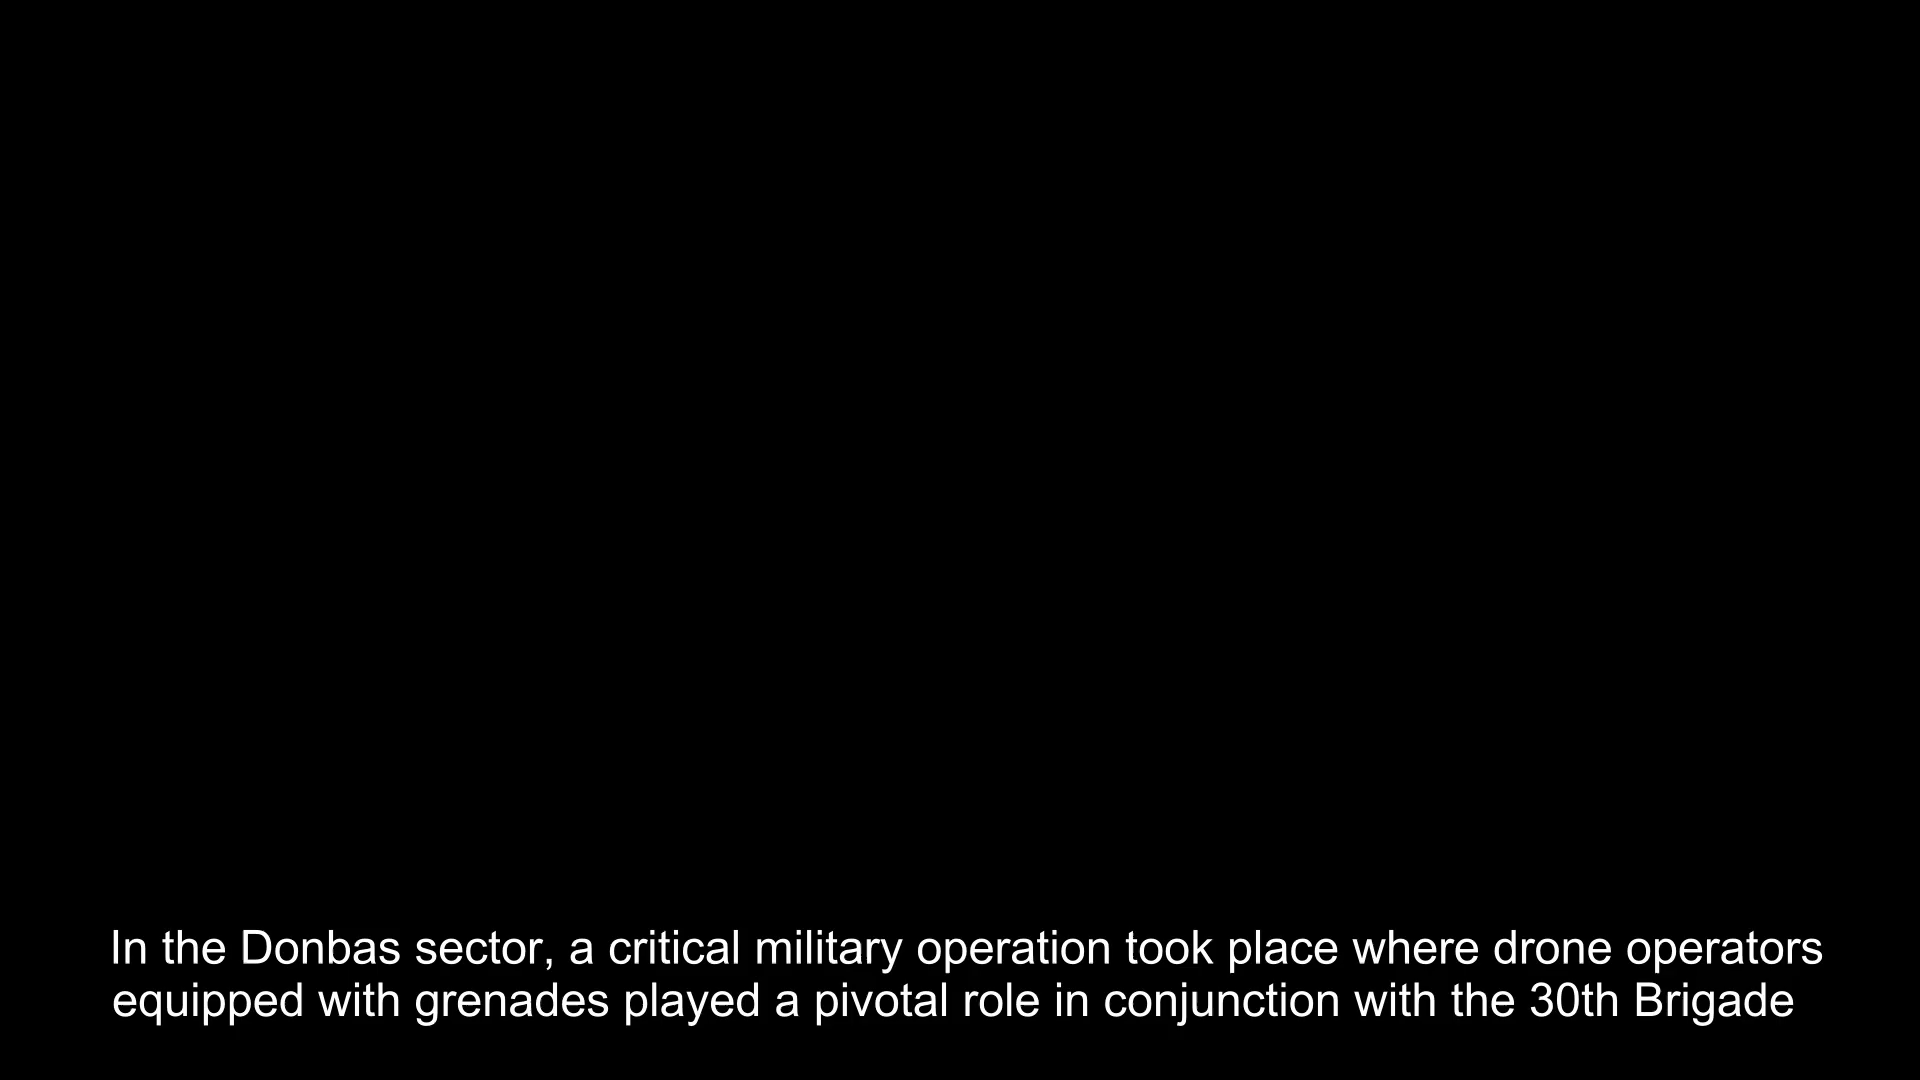 In the Donbas sector, a critical military operation took place where drone operators
equipped with grenades played a pivotal role in conjunction with the 30th Brigade